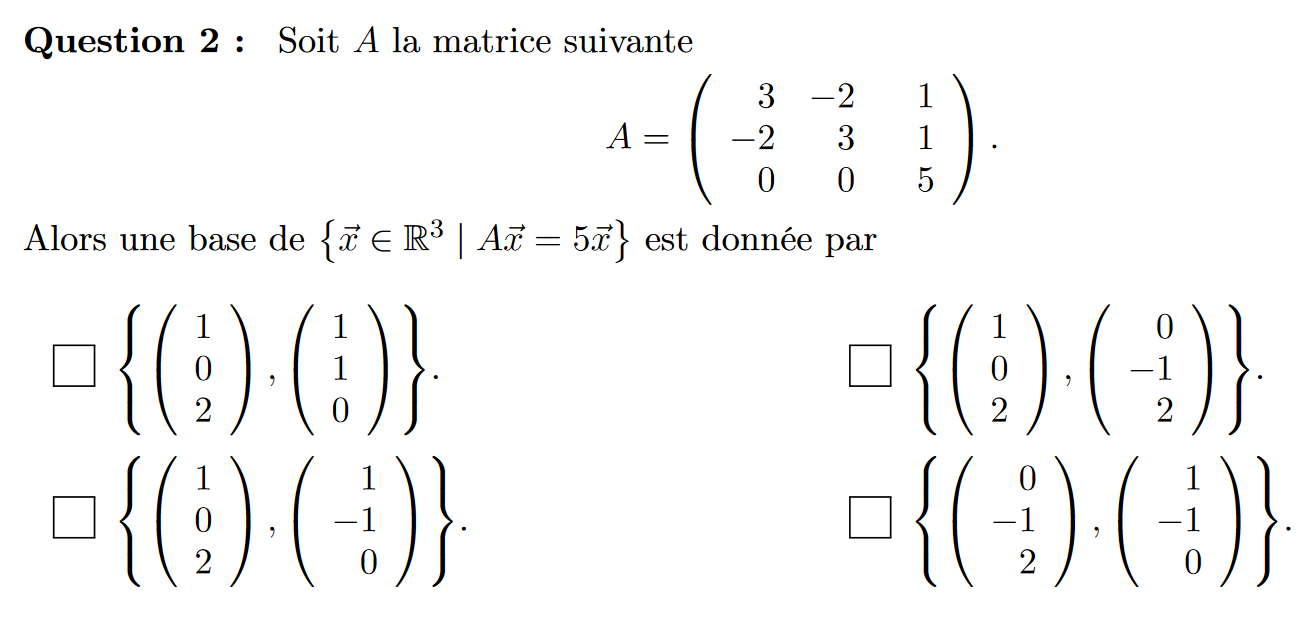 Question 2 : Soit A la matrice suivante
A = \begin{pmatrix} 3 & -2 & 1 \\ -2 & 3 & 1 \\ 0 & 0 & 5 \end{pmatrix}.
Alors une base de \{\vec{x} \in \mathbb{R}^3 \mid A\vec{x} = 5\vec{x}\} est donnée par
☐ \left\{ \begin{pmatrix} 1 \\ 0 \\ 2 \end{pmatrix}, \begin{pmatrix} 1 \\ 1 \\ 0 \end{pmatrix} \right\}. ☐ \left\{ \begin{pmatrix} 1 \\ 0 \\ 2 \end{pmatrix}, \begin{pmatrix} 0 \\ -1 \\ 2 \end{pmatrix} \right\}.
☐ \left\{ \begin{pmatrix} 1 \\ 0 \\ 2 \end{pmatrix}, \begin{pmatrix} 1 \\ -1 \\ 0 \end{pmatrix} \right\}. ☐ \left\{ \begin{pmatrix} 0 \\ -1 \\ 2 \end{pmatrix}, \begin{pmatrix} 1 \\ -1 \\ 0 \end{pmatrix} \right\}.